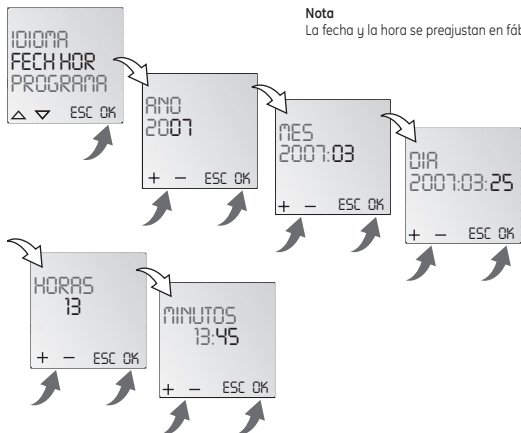 Nota
La fecha y la hora se preajustan en
IDIOMA
FECH HOR
PROGRAMA
ESC OK
ANO
2007
+ − ESC OK
MES
2007:03
+ − ESC OK
DIA
2007:03:25
+ − ESC OK
HORAS
13
+ − ESC OK
MINUTOS
13:45
+ − ESC OK